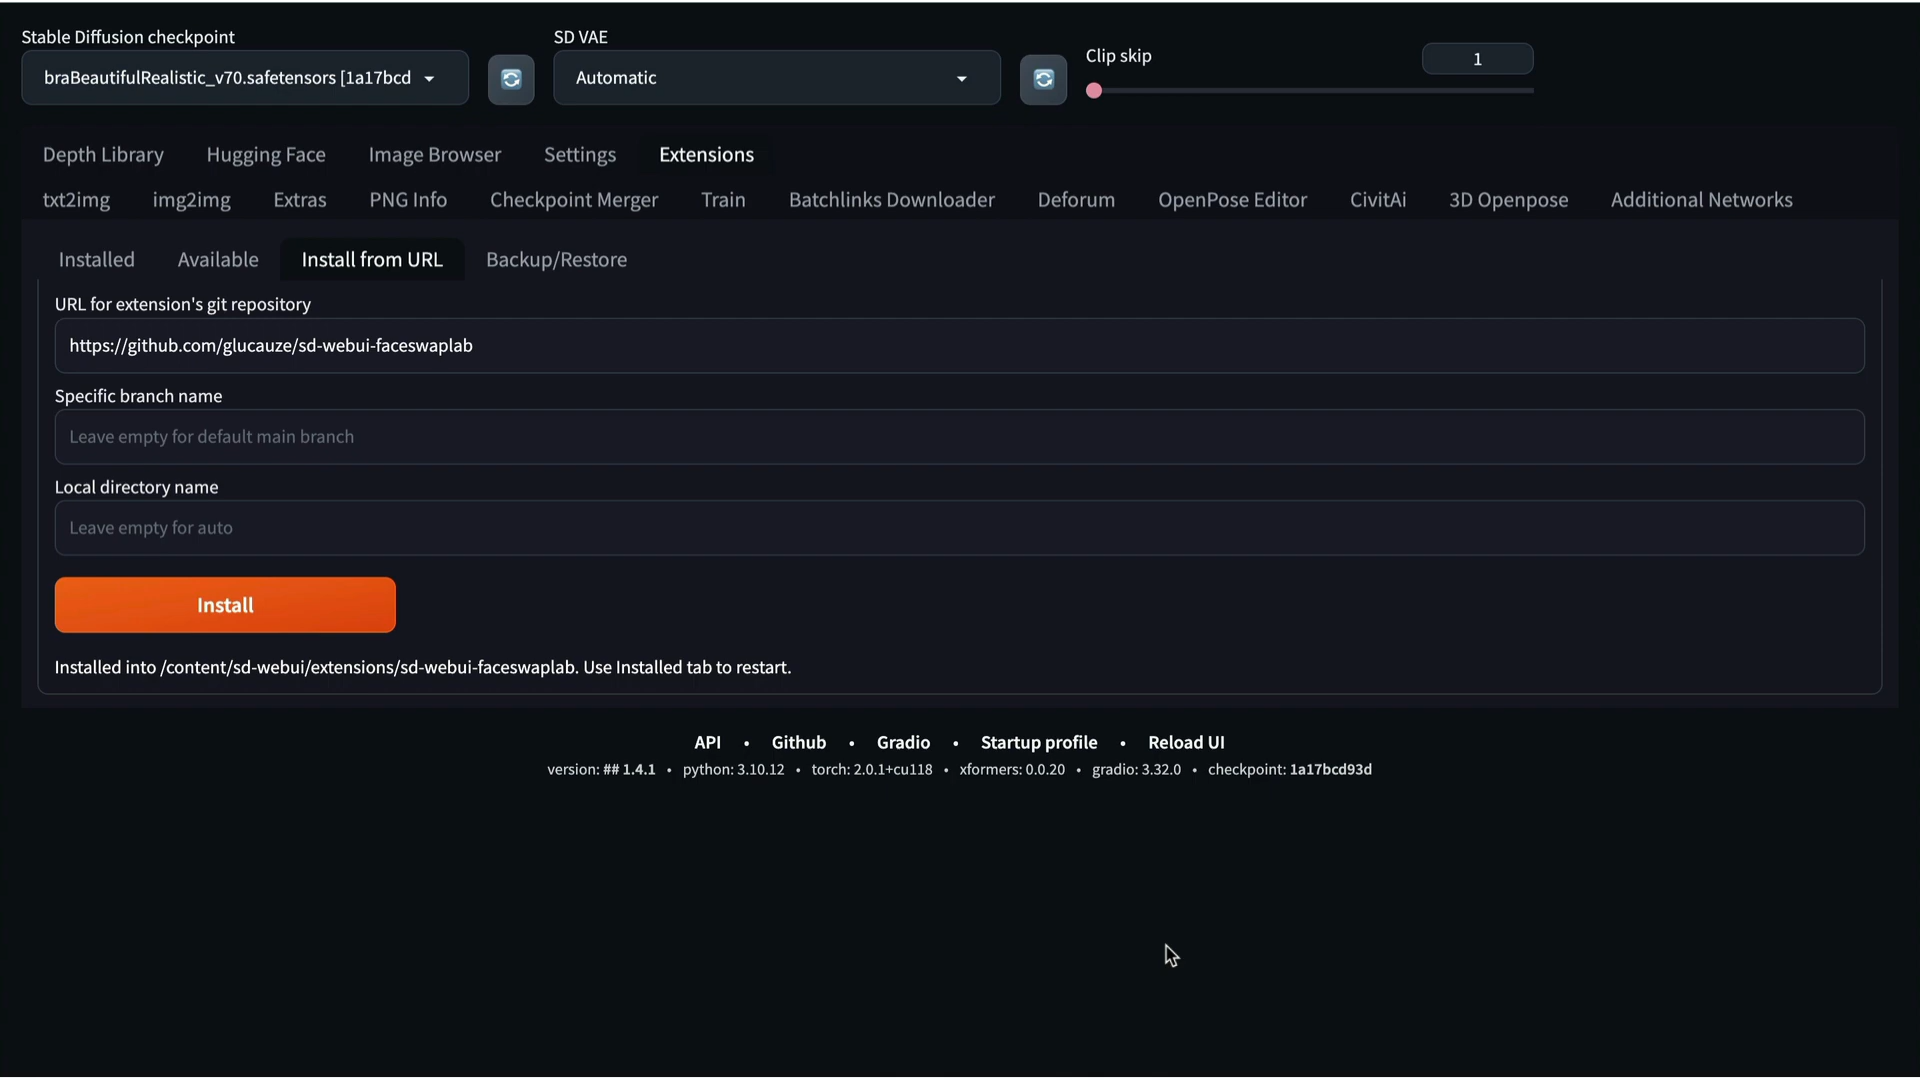 Stable Diffusion checkpoint
SD VAE
Clip skip
1
braBeautifulRealistic_v70.safetensors [1a17bcd
Automatic
Depth Library Hugging Face Image Browser Settings Extensions
txt2img img2img Extras PNG Info Checkpoint Merger Train Batchlinks Downloader Deforum OpenPose Editor CivitAi 3D Openpose Additional Networks
Installed Available Install from URL Backup/Restore
URL for extension's git repository
https://github.com/glucauze/sd-webui-faceswaplab
Specific branch name
Leave empty for default main branch
Local directory name
Leave empty for auto
Install
Installed into /content/sd-webui/extensions/sd-webui-faceswaplab. Use Installed tab to restart.
API • Github • Gradio • Startup profile • Reload UI
version: ## 1.4.1 • python: 3.10.12 • torch: 2.0.1+cu118 • xformers: 0.0.20 • gradio: 3.32.0 • checkpoint: 1a17bcd93d